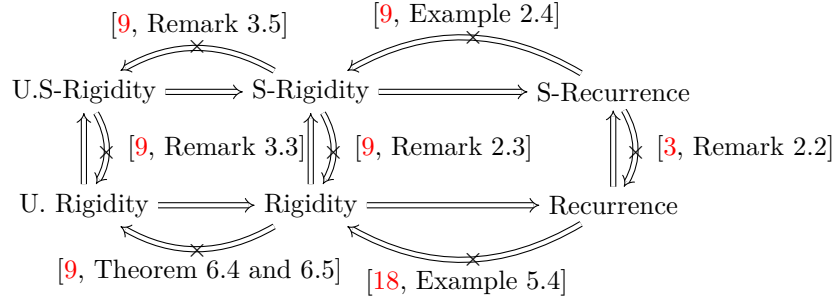 [9, Remark 3.5]
[9, Example 2.4]
U.S-Rigidity
S-Rigidity
S-Recurrence
[9, Remark 3.3]
[9, Remark 2.3]
[3, Remark 2.2]
U. Rigidity
Rigidity
Recurrence
[9, Theorem 6.4 and 6.5]
[18, Example 5.4]